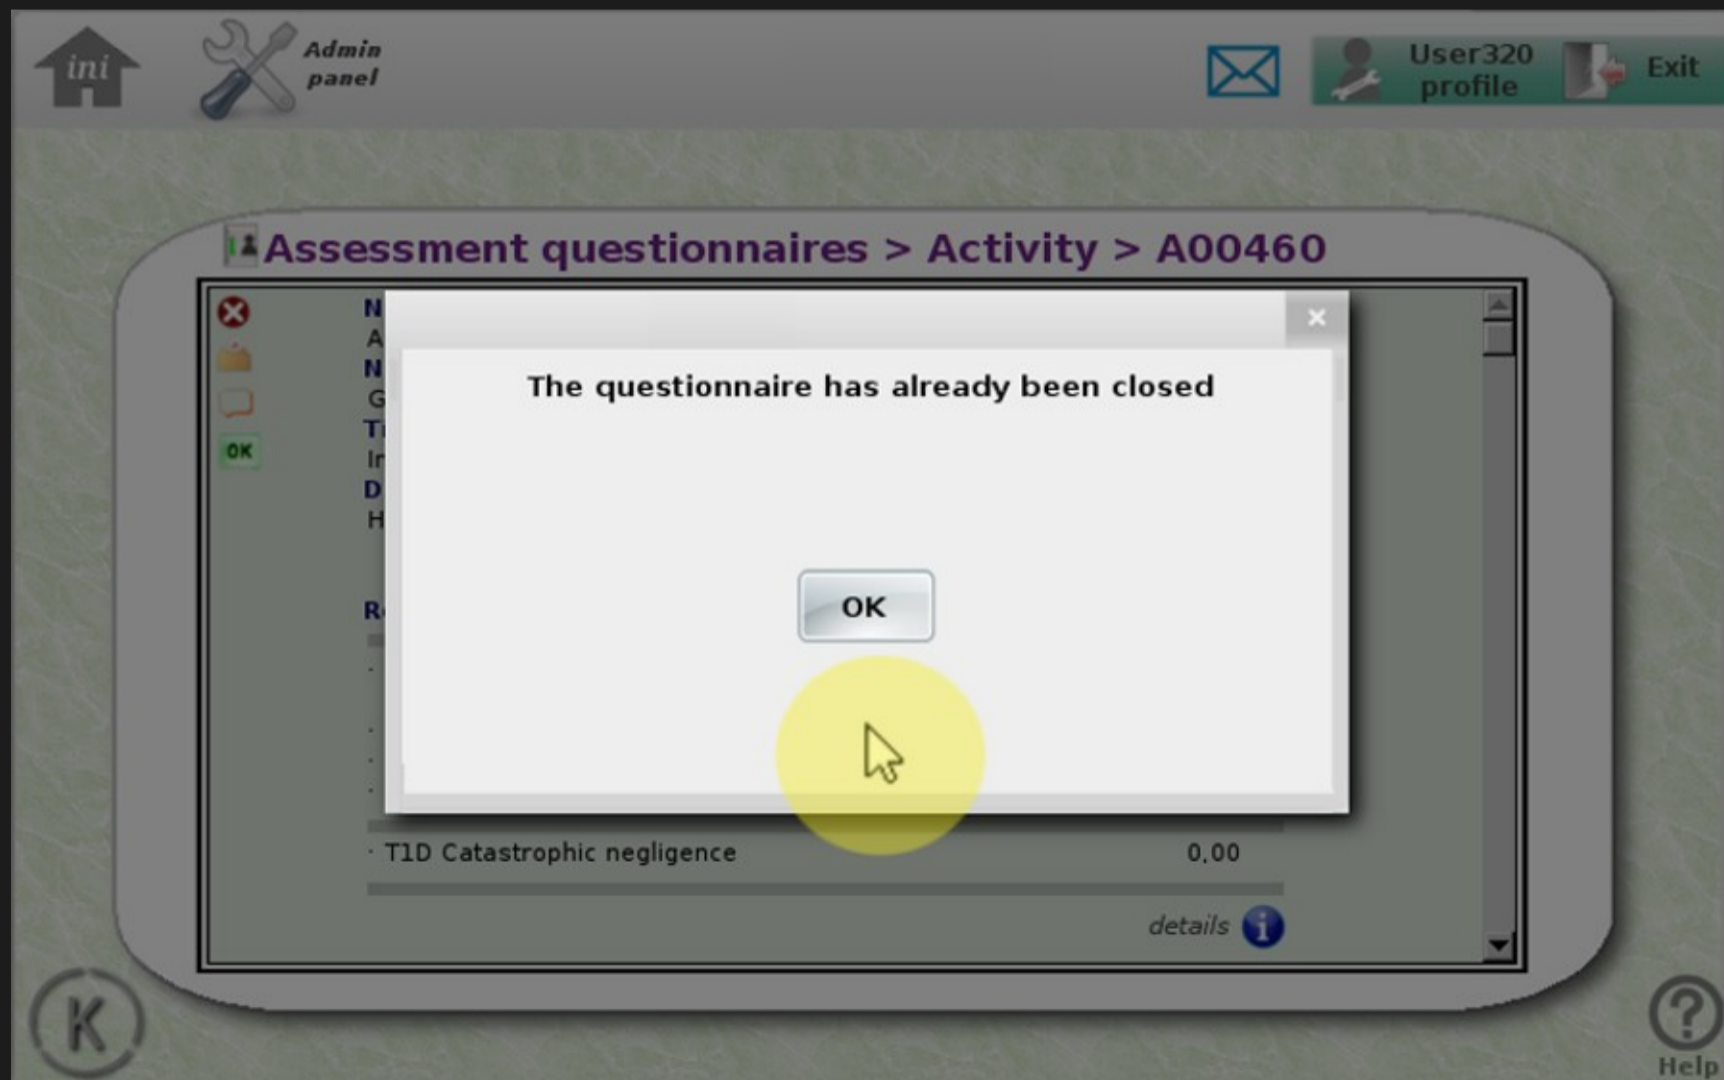 ini
Admin
panel
User320
profile
Exit
Assessment questionnaires > Activity > A00460
The questionnaire has already been closed
OK
OK
· T1D Catastrophic negligence 0,00
details
K
Help